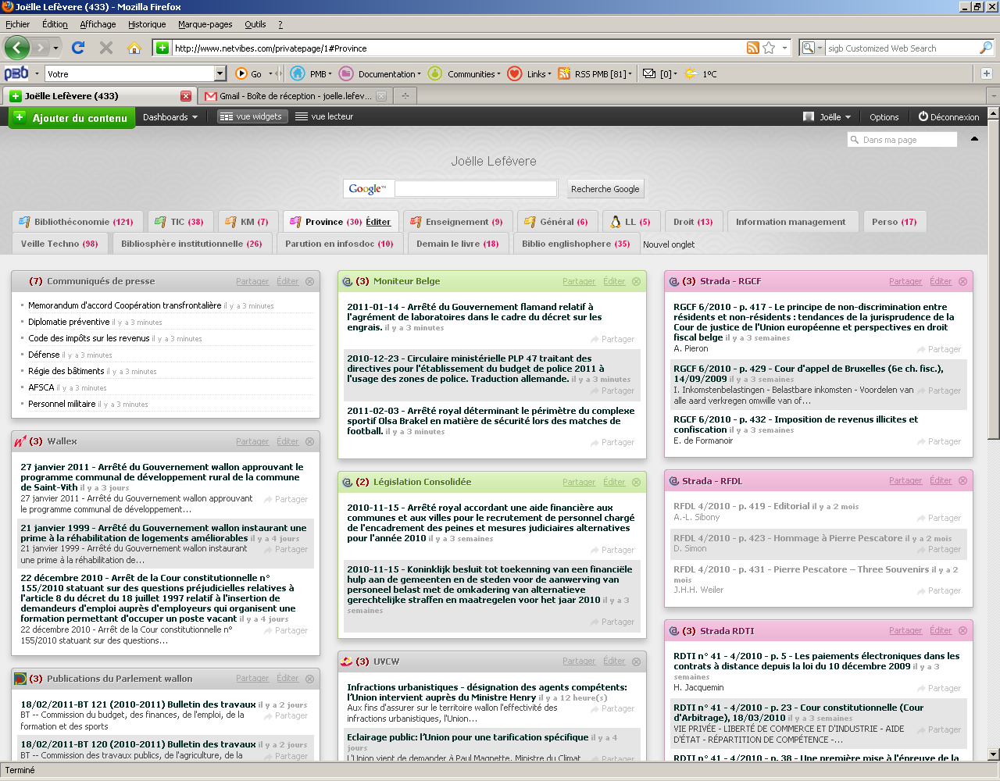 Joëlle Lefèvere (433) - Mozilla Firefox
Fichier Édition Affichage Historique Marque-pages Outils ?
http://www.netvibes.com/privatepage/1#Province
sigb Customized Web Search
pmb Votre Go PMB Documentation Communities Links RSS PMB [81] [0] 1°C
Joëlle Lefèvere (433)
Gmail - Boîte de réception - joelle.lefev...
Ajouter du contenu Dashboards vue widgets vue lecteur Joëlle Options Déconnexion
Dans ma page
Joëlle Lefèvere
Google™ Recherche Google
Bibliothéconomie (121) TIC (38) KM (7) Province (30) Éditer Enseignement (9) Général (6) LL (5) Droit (13) Information management Perso (17)
Veille Techno (98) Bibliosphère institutionnelle (26) Parution en infosdoc (10) Demain le livre (18) Biblio englishophere (35) Nouvel onglet
(7) Communiqués de presse Partager Éditer
Memorandum d'accord Coopération transfrontalière il y a 3 minutes
Diplomatie préventive il y a 3 minutes
Code des impôts sur les revenus il y a 3 minutes
Défense il y a 3 minutes
Régie des bâtiments il y a 3 minutes
AFSCA il y a 3 minutes
Personnel militaire il y a 3 minutes
(3) Wallex Partager Éditer
27 janvier 2011 - Arrêté du Gouvernement wallon approuvant le
programme communal de développement rural de la commune
de Saint-Vith il y a 3 jours
27 janvier 2011 - Arrêté du Gouvernement wallon approuvant Partager
le programme communal de développement...
21 janvier 1999 - Arrêté du Gouvernement wallon instaurant une
prime à la réhabilitation de logements améliorables il y a 4 jours
21 janvier 1999 - Arrêté du Gouvernement wallon instaurant Partager
une prime à la réhabilitation de...
22 décembre 2010 - Arrêt de la Cour constitutionnelle n°
155/2010 statuant sur des questions préjudicielles relatives à
l'article 8 du décret du 18 juillet 1997 relatif à l'insertion de
demandeurs d'emploi auprès d'employeurs qui organisent une
formation permettant d'occuper un poste vacant il y a 4 jours
22 décembre 2010 - Arrêt de la Cour constitutionnelle n° Partager
155/2010 statuant sur des questions...
(3) Publications du Parlement wallon Partager Éditer
18/02/2011-BT 121 (2010-2011) Bulletin des travaux il y a 2 jours
BT -- Commission du budget, des finances, de l'emploi, de la Partager
formation et des sports
18/02/2011-BT 120 (2010-2011) Bulletin des travaux il y a 2 jours
BT -- Commission des travaux publics, de l'agriculture, de la Partager
(3) Moniteur Belge Partager Éditer
2011-01-14 - Arrêté du Gouvernement flamand relatif à
l'agrément de laboratoires dans le cadre du décret sur les
engrais. il y a 3 minutes
Partager
2010-12-23 - Circulaire ministérielle PLP 47 traitant des
directives pour l'établissement du budget de police 2011 à
l'usage des zones de police. Traduction allemande. il y a 3 minutes
Partager
2011-02-03 - Arrêté royal déterminant le périmètre du complexe
sportif Olsa Brakel en matière de sécurité lors des matches de
football. il y a 3 minutes
Partager
(2) Législation Consolidée Partager Éditer
2010-11-15 - Arrêté royal accordant une aide financière aux
communes et aux villes pour le recrutement de personnel chargé
de l'encadrement des peines et mesures judiciaires alternatives
pour l'année 2010 il y a 3 semaines
Partager
2010-11-15 - Koninklijk besluit tot toekenning van een financiële
hulp aan de gemeenten en de steden voor de aanwerving van
personeel belast met de omkadering van alternatieve
gerechtelijke straffen en maatregelen voor het jaar 2010 il y a 3
semaines
Partager
(3) UVCW Partager Éditer
Infractions urbanistiques - désignation des agents compétents:
l'Union intervient auprès du Ministre Henry il y a 12 heure(s)
Aux fins d'assurer sur le territoire wallon l'effectivité des Partager
infractions urbanistiques, l'Union...
Eclairage public: l'Union pour une tarification spécifique il y a 4
jours
L'Union vient de demander à Paul Magnette, Ministre du Climat Partager
(3) Strada - RGCF Partager Éditer
RGCF 6/2010 - p. 417 - Le principe de non-discrimination entre
résidents et non-résidents : tendances de la jurisprudence de la
Cour de justice de l'Union européenne et perspectives en droit
fiscal belge il y a 3 semaines
A. Pieron Partager
RGCF 6/2010 - p. 429 - Cour d'appel de Bruxelles (6e ch. fisc.),
14/09/2009 il y a 3 semaines
I. Inkomstenbelastingen - Belastbare inkomsten - Voordelen van Partager
alle aard verkregen omwille van of...
RGCF 6/2010 - p. 432 - Imposition de revenus illicites et
confiscation il y a 3 semaines
E. de Formanoir Partager
Strada - RFDL Partager Éditer
RFDL 4/2010 - p. 419 - Editorial il y a 2 mois
A.-L. Sibony Partager
RFDL 4/2010 - p. 423 - Hommage à Pierre Pescatore il y a 2 mois
D. Simon Partager
RFDL 4/2010 - p. 431 - Pierre Pescatore – Three Souvenirs il y a 2
mois
J.H.H. Weiler Partager
(3) Strada RDTI Partager Éditer
RDTI n° 41 - 4/2010 - p. 5 - Les paiements électroniques dans les
contrats à distance depuis la loi du 10 décembre 2009 il y a 3
semaines
H. Jacquemin Partager
RDTI n° 41 - 4/2010 - p. 23 - Cour constitutionnelle (Cour
d'Arbitrage), 18/03/2010 il y a 3 semaines
VIE PRIVÉE - LIBERTÉ DE COMMERCE ET D'INDUSTRIE - AIDE Partager
D'ÉTAT - RÉPARTITION DE COMPÉTENCE -...
RDTI n° 41 - 4/2010 - p. 38 - Une première mise à l'épreuve de la
Terminé